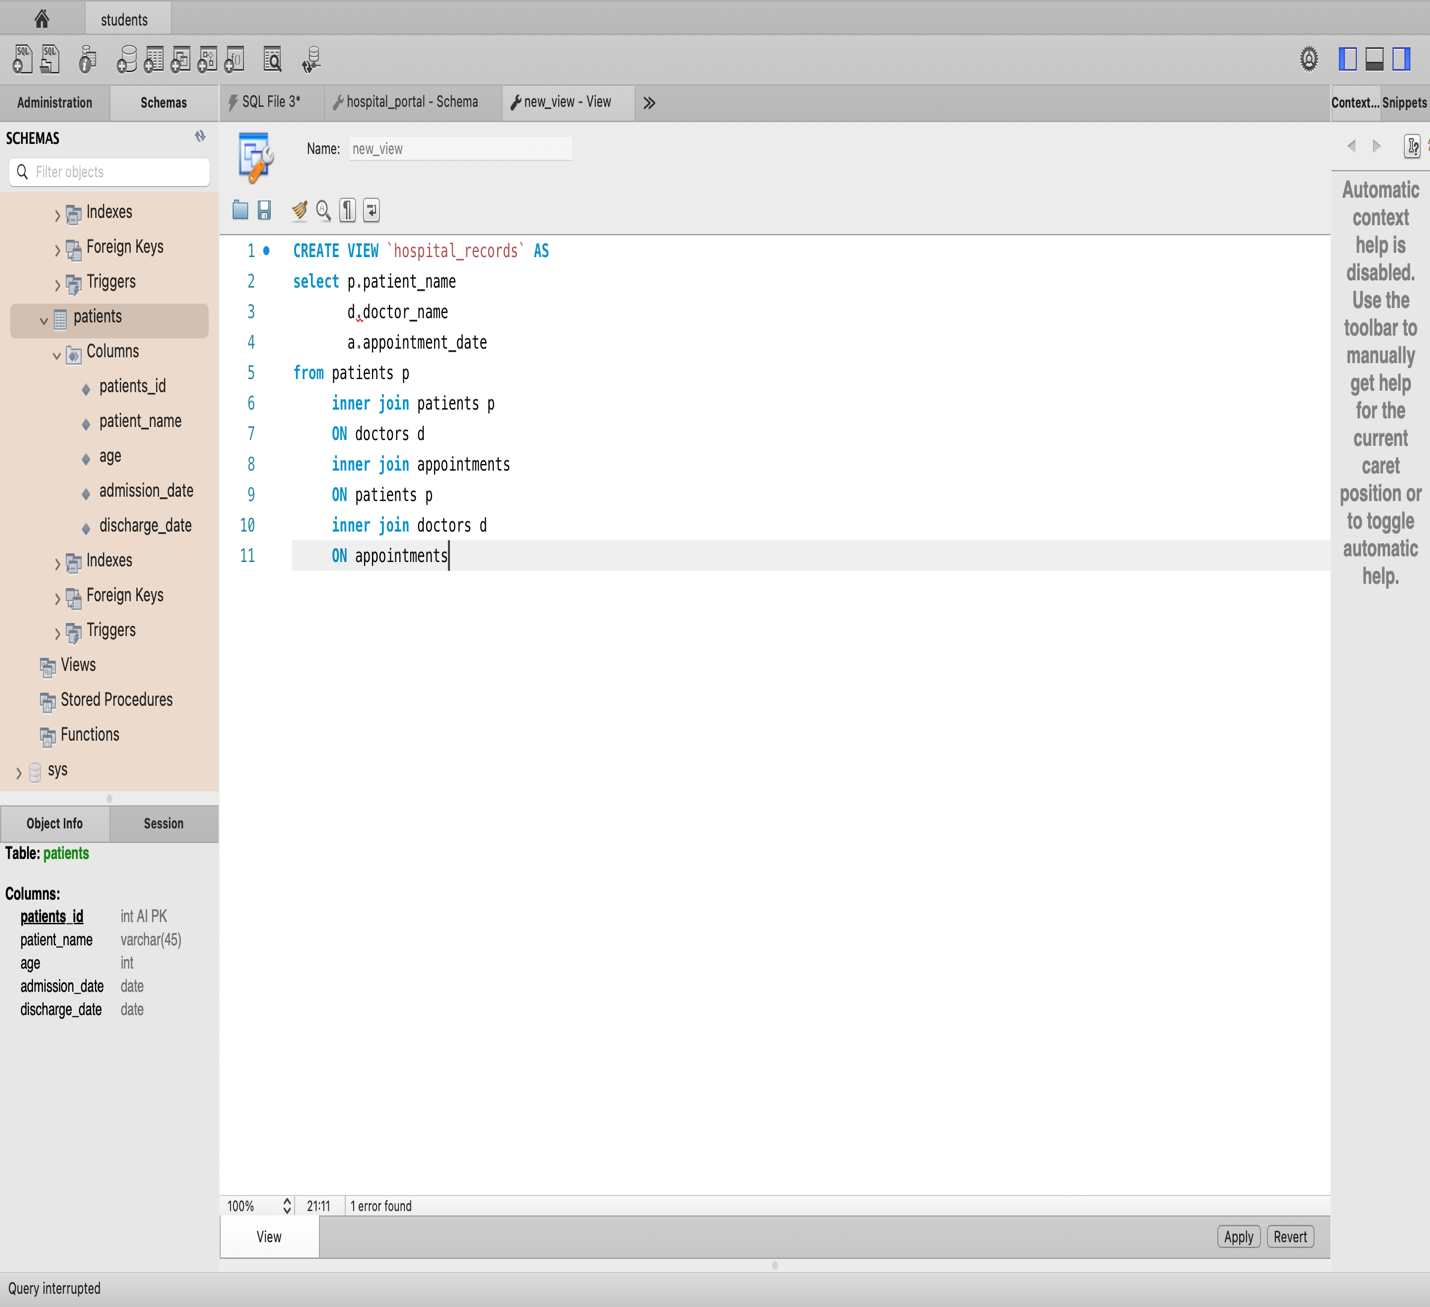 students
Administration
Schemas
SQL File 3*
hospital_portal - Schema
new_view - View
Context...
Snippets
SCHEMAS
Filter objects
Indexes
Foreign Keys
Triggers
patients
Columns
patients_id
patient_name
age
admission_date
discharge_date
Indexes
Foreign Keys
Triggers
Views
Stored Procedures
Functions
sys
Object Info
Session
Table: patients
Columns:
patients_id int AI PK
patient_name varchar(45)
age int
admission_date date
discharge_date date
Name: new_view
1 CREATE VIEW `hospital_records` AS
2 select p.patient_name
3 d.doctor_name
4 a.appointment_date
5 from patients p
6 inner join patients p
7 ON doctors d
8 inner join appointments
9 ON patients p
10 inner join doctors d
11 ON appointments
100% 21:11 1 error found
View
Apply
Revert
Automatic
context
help is
disabled.
Use the
toolbar to
manually
get help
for the
current
caret
position or
to toggle
automatic
help.
Query interrupted